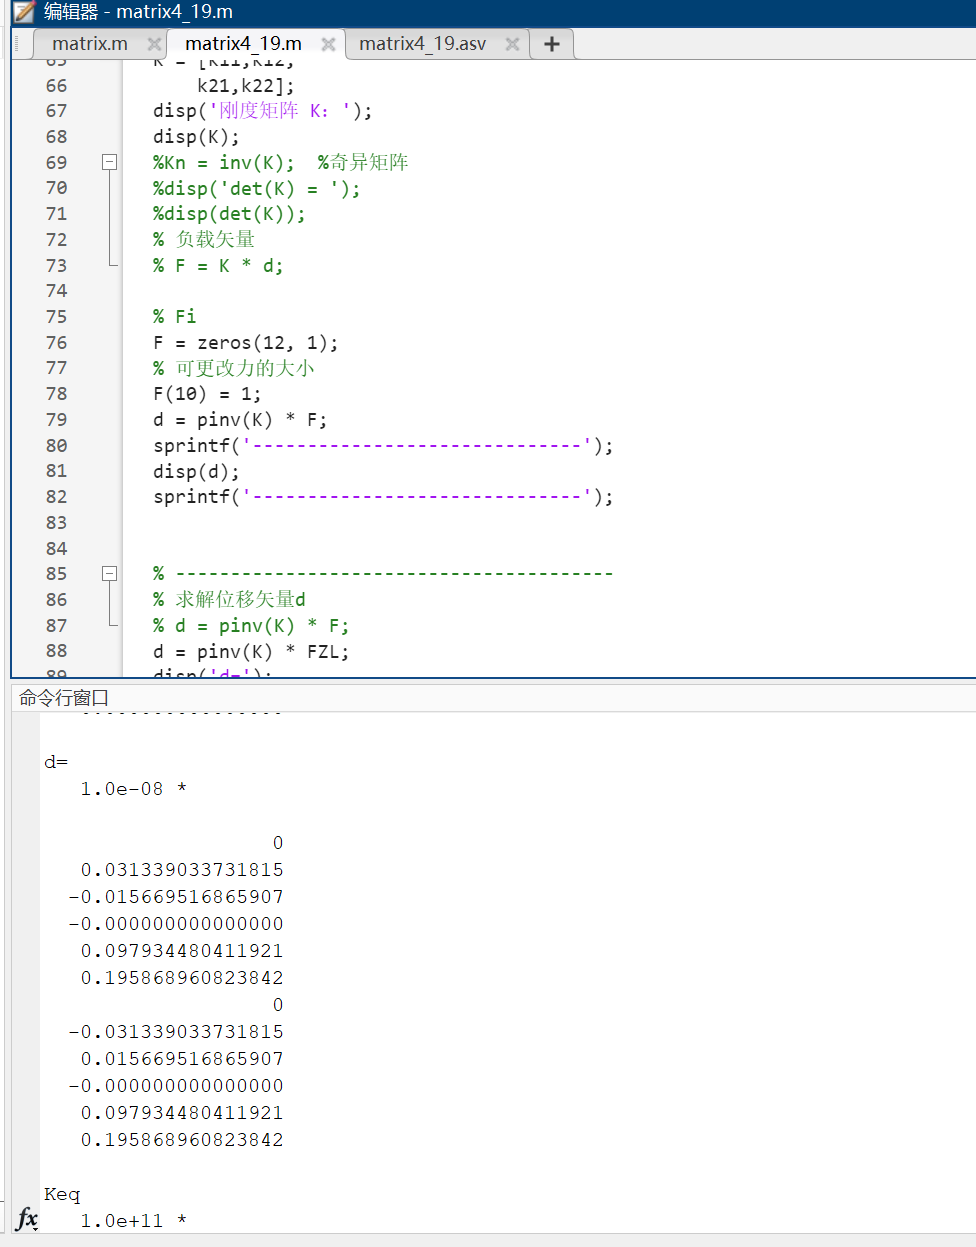 编辑器 - matrix4_19.m
matrix.m
matrix4_19.m
matrix4_19.asv
65 K = [k11,k12,
66 k21,k22];
67 disp('刚度矩阵 K: ');
68 disp(K);
69 %Kn = inv(K);  %奇异矩阵
70 %disp('det(K) = ');
71 %disp(det(K));
72 % 负载矢量
73 % F = K * d;
74
75 % Fi
76 F = zeros(12, 1);
77 % 可更改力的大小
78 F(10) = 1;
79 d = pinv(K) * F;
80 sprintf('------------------------------');
81 disp(d);
82 sprintf('------------------------------');
83
84
85 % ----------------------------------------
86 % 求解位移矢量d
87 % d = pinv(K) * F;
88 d = pinv(K) * FZL;
89 disp('d=');
命令行窗口
-----------------
d=
1.0e-08 *
0
0.031339033731815
-0.015669516865907
-0.000000000000000
0.097934480411921
0.195868960823842
0
-0.031339033731815
0.015669516865907
-0.000000000000000
0.097934480411921
0.195868960823842
Keq
fx 1.0e+11 *